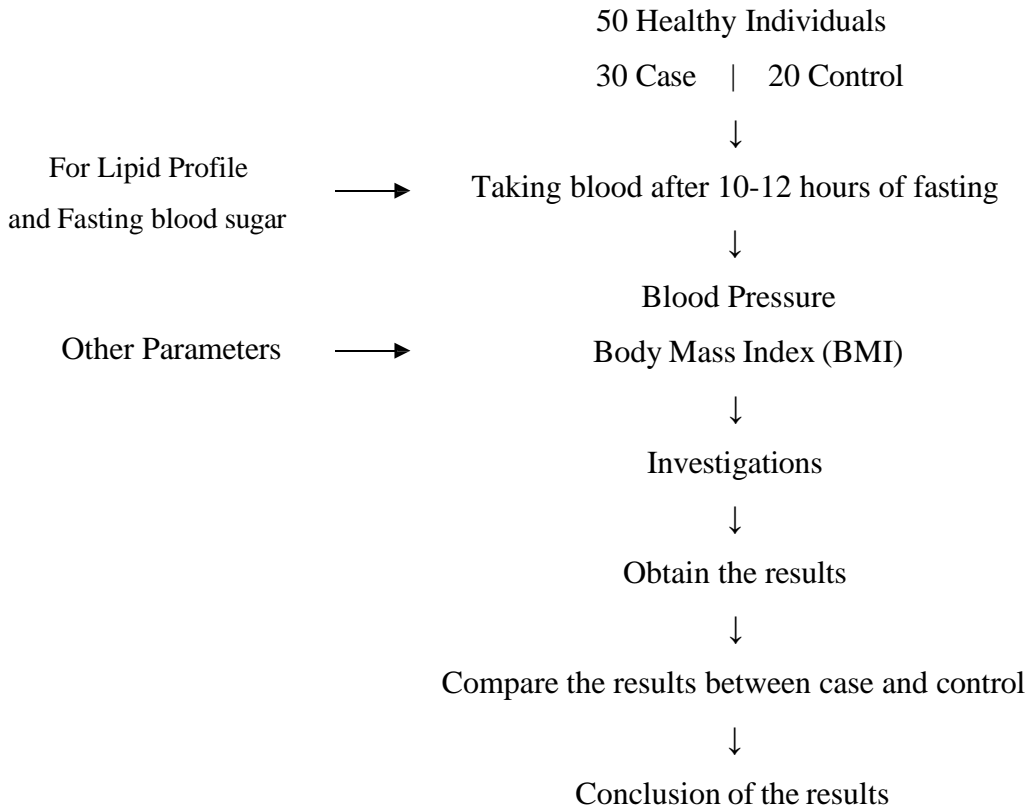 50 Healthy Individuals
30 Case | 20 Control
↓
For Lipid Profile
and Fasting blood sugar
→
Taking blood after 10-12 hours of fasting
↓
Blood Pressure
Other Parameters
→
Body Mass Index (BMI)
↓
Investigations
↓
Obtain the results
↓
Compare the results between case and control
↓
Conclusion of the results